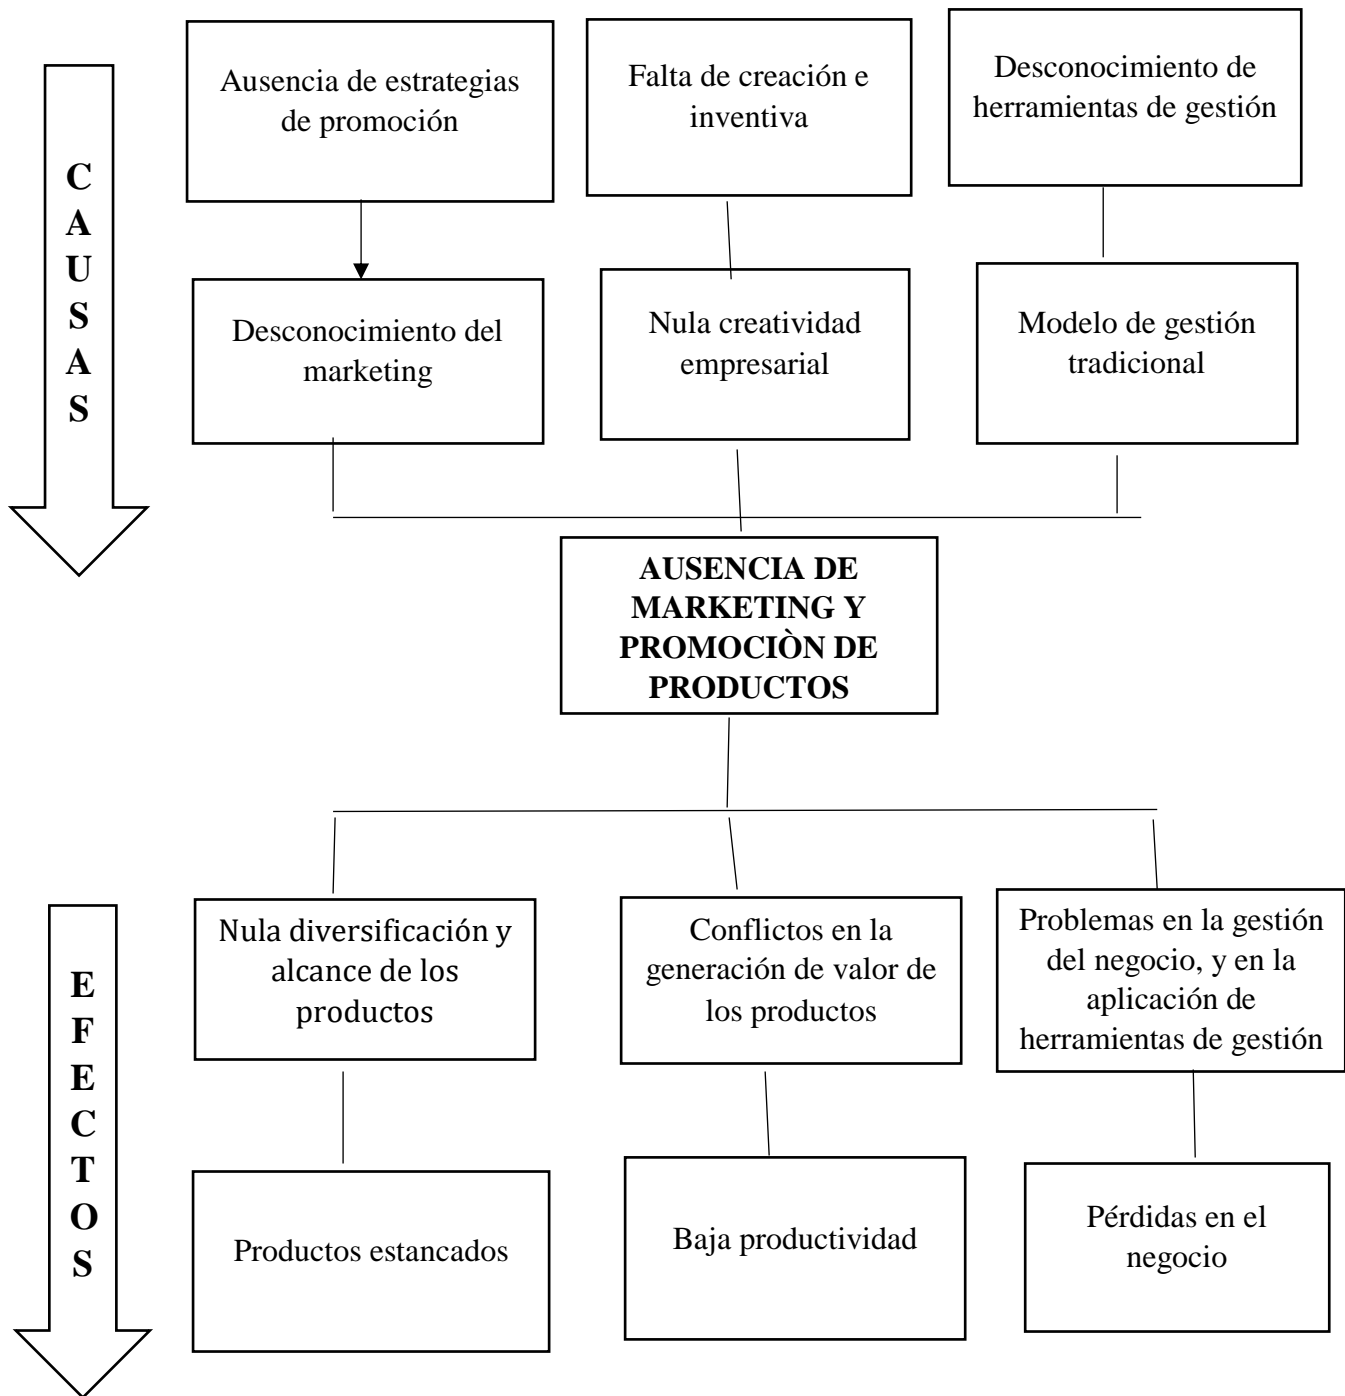 Ausencia de estrategias
de promoción
Falta de creación e
inventiva
Desconocimiento de
herramientas de gestión
C
A
U
S
A
S
Desconocimiento del
marketing
Nula creatividad
empresarial
Modelo de gestión
tradicional
AUSENCIA DE
MARKETING Y
PROMOCIÒN DE
PRODUCTOS
Nula diversificación y
alcance de los
productos
Conflictos en la
generación de valor de
los productos
Problemas en la gestión
del negocio, y en la
aplicación de
herramientas de gestión
E
F
E
C
T
O
S
Productos estancados
Baja productividad
Pérdidas en el
negocio